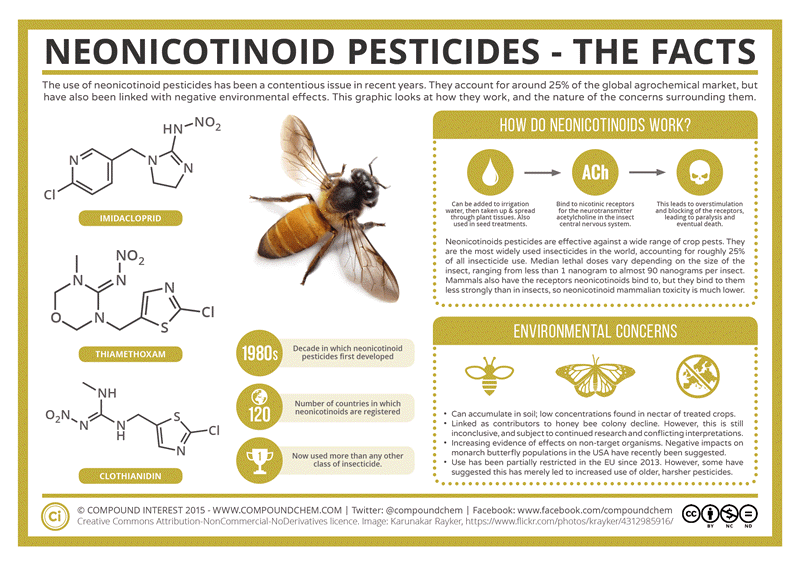 NEONICOTINOID PESTICIDES - THE FACTS
The use of neonicotinoid pesticides has been a contentious issue in recent years. They account for around 25% of the global agrochemical market, but
have also been linked with negative environmental effects. This graphic looks at how they work, and the nature of the concerns surrounding them.
HN
NO₂
N
N
N
Cl
IMIDACLOPRID
NO₂
N
N
O
N
N
S
Cl
THIAMETHOXAM
NH
O₂N
N
N
H
S
N
Cl
CLOTHIANIDIN
1980s
Decade in which neonicotinoid
pesticides first developed
120
Number of countries in which
neonicotinoids are registered
1
Now used more than any other
class of insecticide.
HOW DO NEONICOTINOIDS WORK?
ACh
Can be added to irrigation
water, then taken up & spread
through plant tissues. Also
used in seed treatments.
Bind to nicotinic receptors
for the neurotransmitter
acetylcholine in the insect
central nervous system.
This leads to overstimulation
and blocking of the receptors,
leading to paralysis and
eventual death.
Neonicotinoids pesticides are effective against a wide range of crop pests. They
are the most widely used insecticides in the world, accounting for roughly 25%
of all insecticide use. Median lethal doses vary depending on the size of the
insect, ranging from less than 1 nanogram to almost 90 nanograms per insect.
Mammals also have the receptors neonicotinoids bind to, but they bind to them
less strongly than in insects, so neonicotinoid mammalian toxicity is much lower.
ENVIRONMENTAL CONCERNS
• Can accumulate in soil; low concentrations found in nectar of treated crops.
• Linked as contributors to honey bee colony decline. However, this is still
inconclusive, and subject to continued research and conflicting interpretations.
• Increasing evidence of effects on non-target organisms. Negative impacts on
monarch butterfly populations in the USA have recently been suggested.
• Use has been partially restricted in the EU since 2013. However, some have
suggested this has merely led to increased use of older, harsher pesticides.
Ci
© COMPOUND INTEREST 2015 - WWW.COMPOUNDCHEM.COM | Twitter: @compoundchem | Facebook: www.facebook.com/compoundchem
Creative Commons Attribution-NonCommercial-NoDerivatives licence. Image: Karunakar Rayker, https://www.flickr.com/photos/krayker/4312985916/
cc
BY NC ND